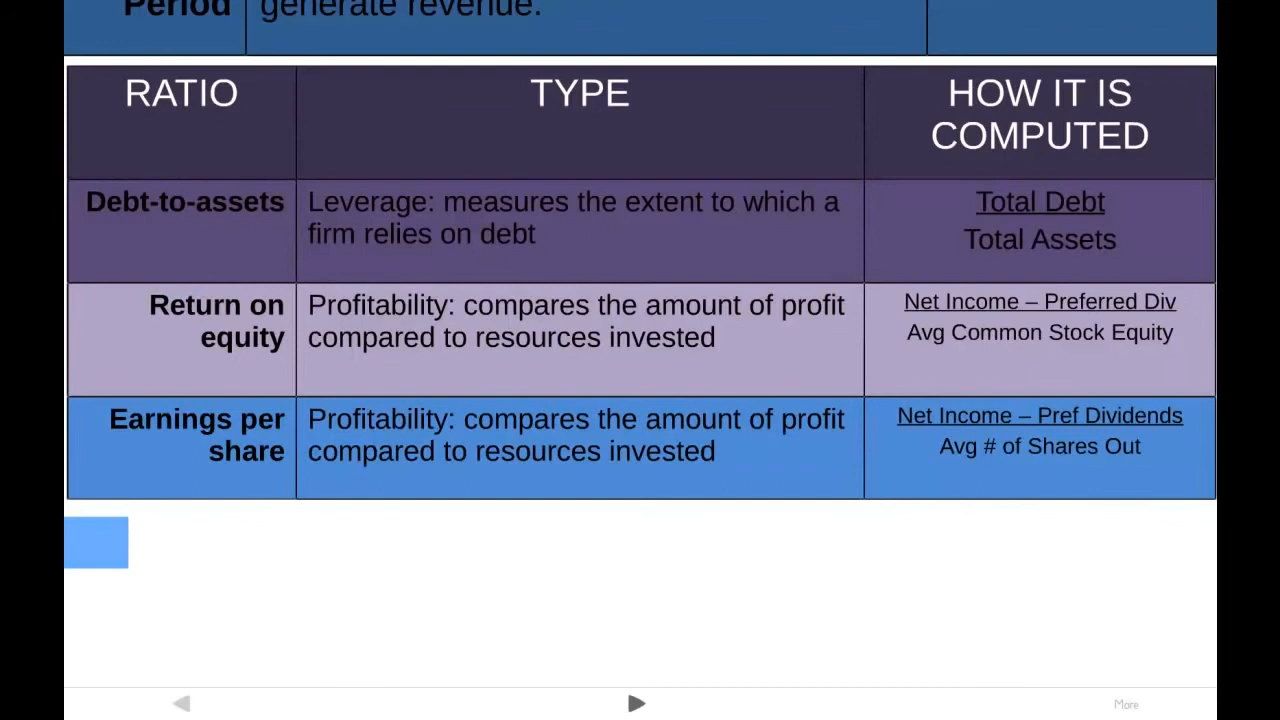 Period
generate revenue.
RATIO
TYPE
HOW IT IS
COMPUTED
Debt-to-assets
Leverage: measures the extent to which a
firm relies on debt
Total Debt
Total Assets
Return on
equity
Profitability: compares the amount of profit
compared to resources invested
Net Income – Preferred Div
Avg Common Stock Equity
Earnings per
share
Profitability: compares the amount of profit
compared to resources invested
Net Income – Pref Dividends
Avg # of Shares Out
More